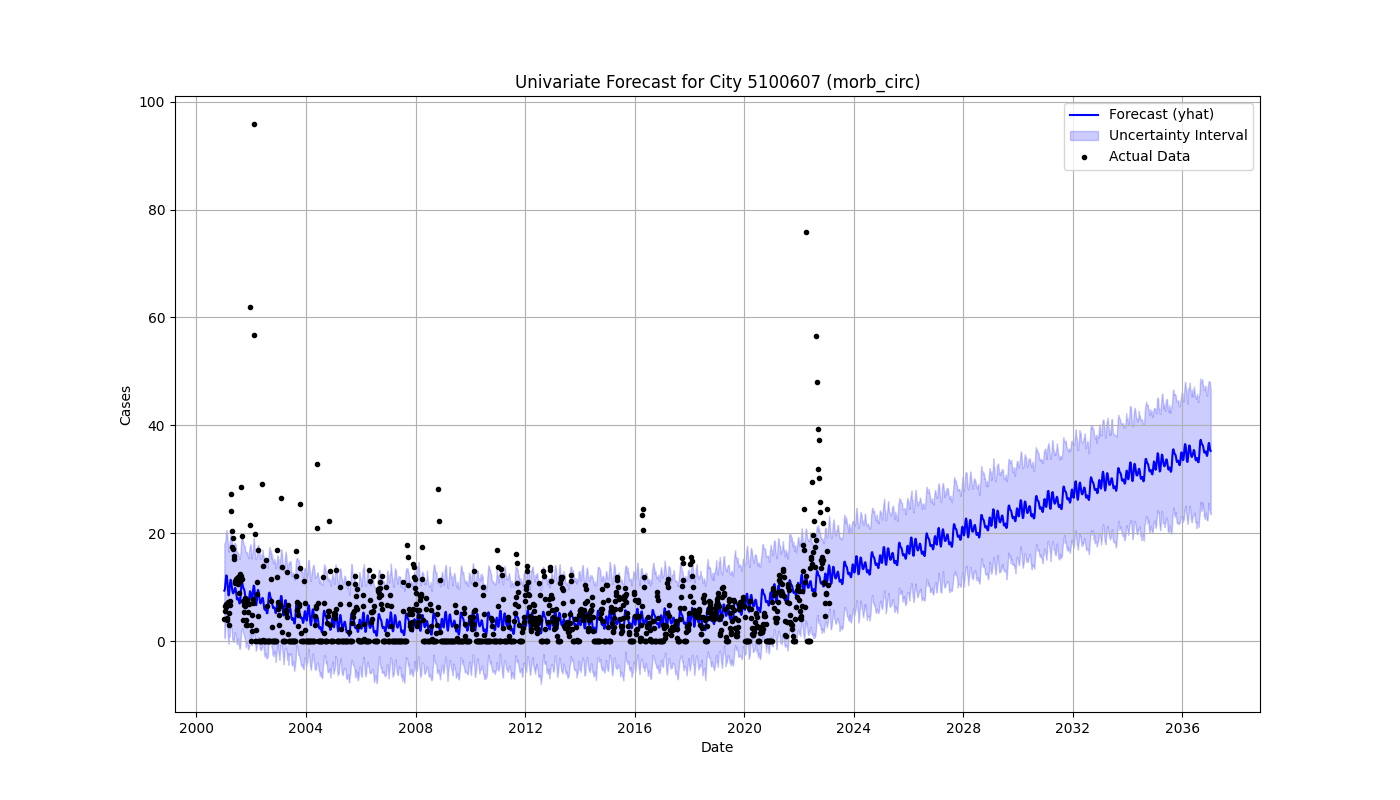 Univariate Forecast for City 5100607 (morb_circ)
Forecast (yhat)
Uncertainty Interval
Actual Data
Cases
100
80
60
40
20
0
2000 2004 2008 2012 2016 2020 2024 2028 2032 2036
Date